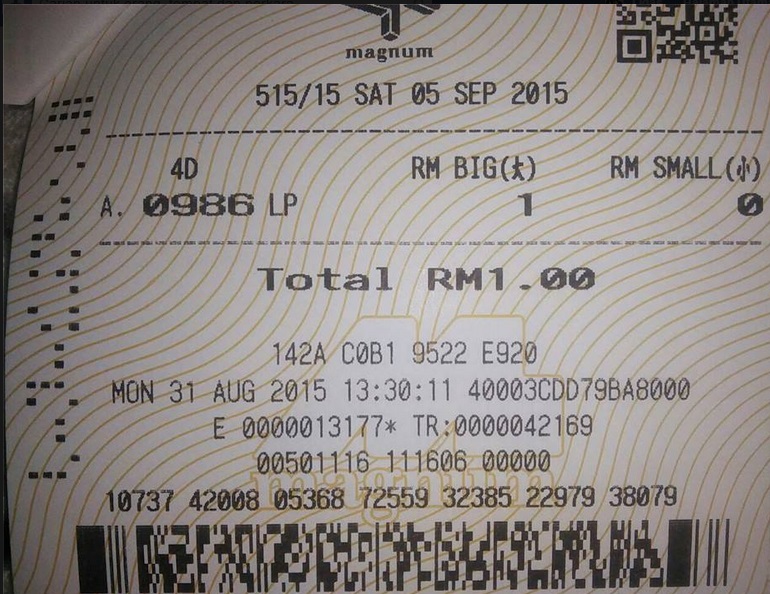 magnum
515/15 SAT 05 SEP 2015
4D RM BIG(大) RM SMALL(小)
A. 0986 LP 1 0
Total RM1.00
142A C0B1 9522 E920
MON 31 AUG 2015 13:30:11 40003CDD79BA8000
E 0000013177* TR:0000042169
00501116 111606 00000
10737 42008 05368 72559 32385 22979 38079
magnum